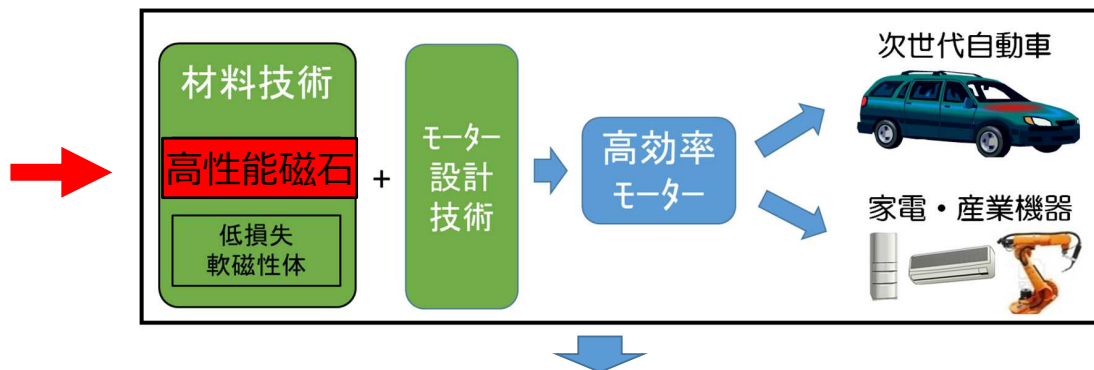 材料技術
高性能磁石
低損失
軟磁性体
+
モーター
設計
技術
高効率
モーター
次世代自動車
家電・産業機器